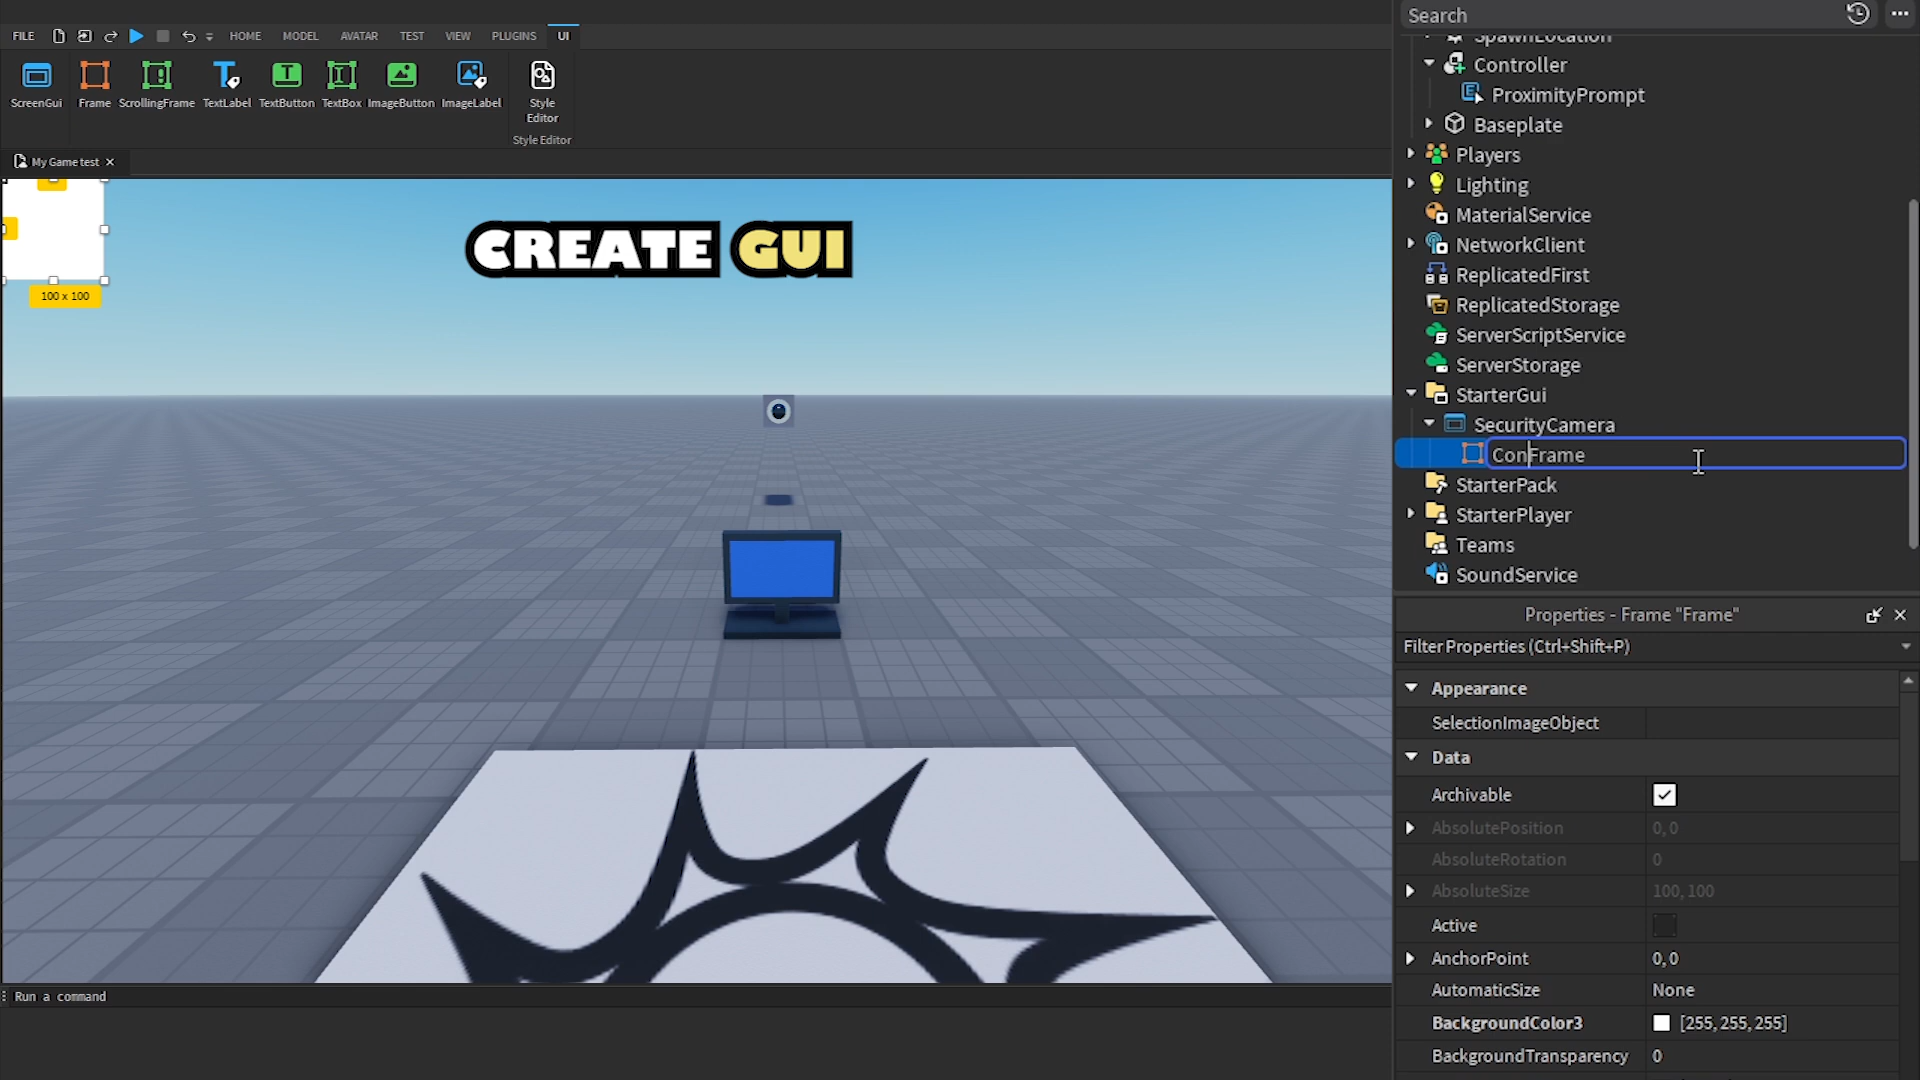 FILE
HOME
MODEL
AVATAR
TEST
VIEW
PLUGINS
UI
ScreenGui
Frame
ScrollingFrame
TextLabel
TextButton
TextBox
ImageButton
ImageLabel
Style
Editor
Style Editor
My Game test
CREATE GUI
100 x 100
Run a command
Search
SpawnLocation
Controller
ProximityPrompt
Baseplate
Players
Lighting
MaterialService
NetworkClient
ReplicatedFirst
ReplicatedStorage
ServerScriptService
ServerStorage
StarterGui
SecurityCamera
ConFrame
StarterPack
StarterPlayer
Teams
SoundService
Properties - Frame "Frame"
Filter Properties (Ctrl+Shift+P)
Appearance
SelectionImageObject
Data
Archivable
AbsolutePosition 0, 0
AbsoluteRotation 0
AbsoluteSize 100, 100
Active
AnchorPoint 0, 0
AutomaticSize None
BackgroundColor3 [255, 255, 255]
BackgroundTransparency 0